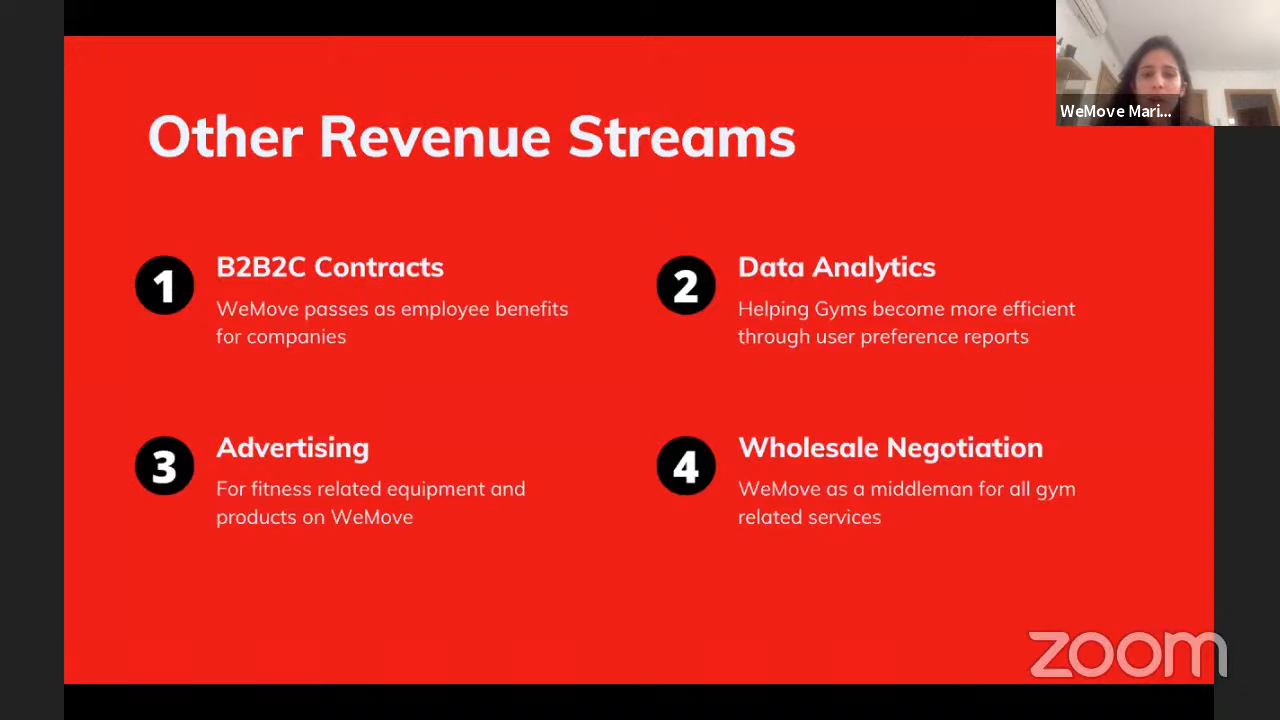 WeMove Mari...
Other Revenue Streams
1
B2B2C Contracts
WeMove passes as employee benefits
for companies
2
Data Analytics
Helping Gyms become more efficient
through user preference reports
3
Advertising
For fitness related equipment and
products on WeMove
4
Wholesale Negotiation
WeMove as a middleman for all gym
related services
zoom